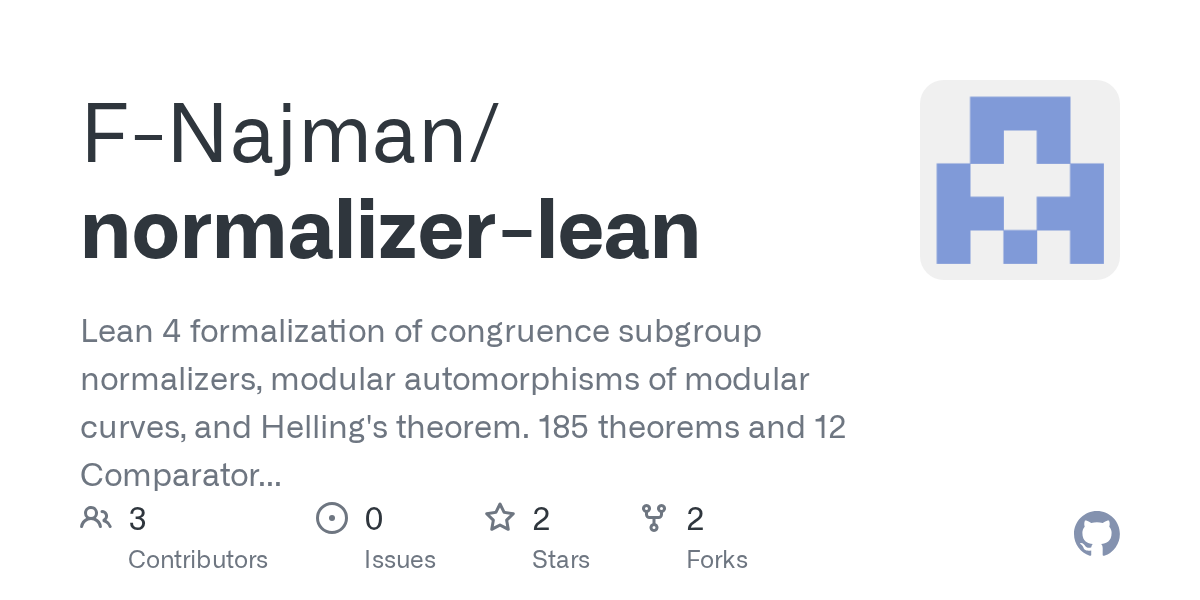 F-Najman/
normalizer-lean
Lean 4 formalization of congruence subgroup
normalizers, modular automorphisms of modular
curves, and Helling's theorem. 185 theorems and 12
Comparator...
3
Contributors
0
Issues
2
Stars
2
Forks